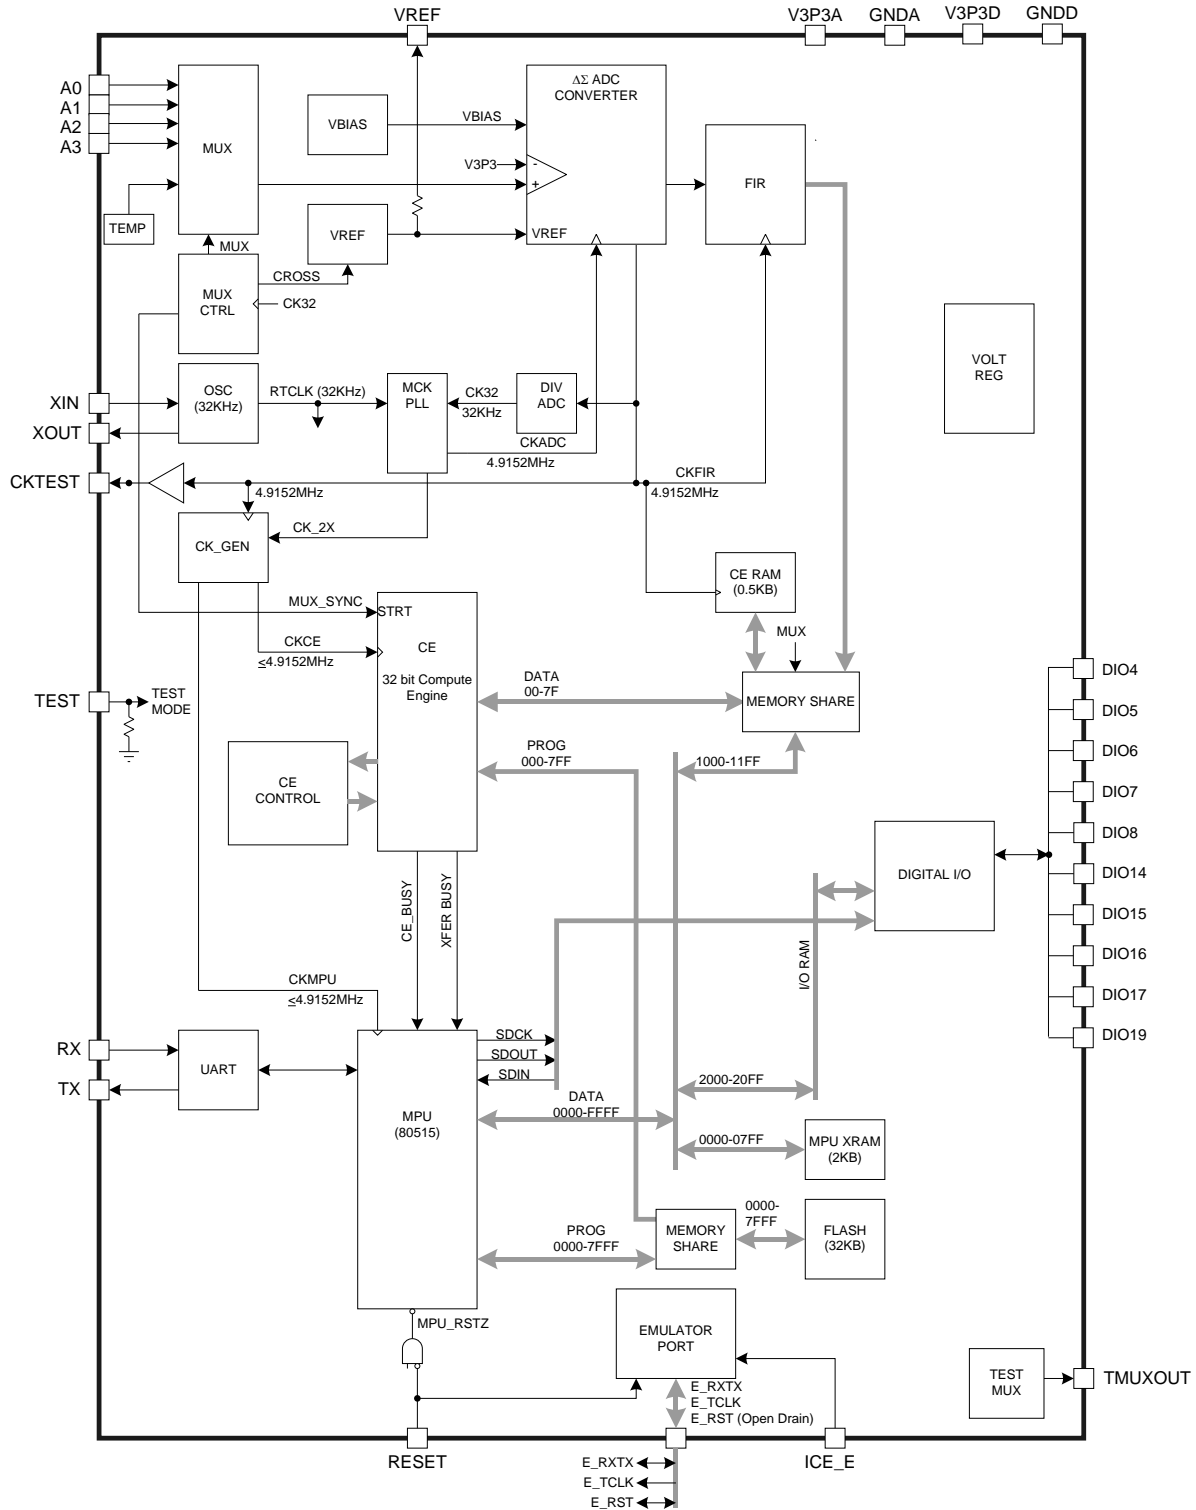 VREF
V3P3A
GNDA
V3P3D
GNDD
A0
A1
A2
A3
MUX
TEMP
VBIAS
VBIAS
ΔΣ ADC
CONVERTER
V3P3
-
+
VREF
VREF
FIR
MUX
MUX
CTRL
CROSS
CK32
VOLT
REG
XIN
XOUT
OSC
(32KHz)
RTCLK (32KHz)
MCK
PLL
CK32
32KHz
DIV
ADC
CKADC
4.9152MHz
CKTEST
4.9152MHz
CKFIR
4.9152MHz
CK_GEN
CK_2X
CE RAM
(0.5KB)
MUX_SYNC
STRT
CE
32 bit Compute
Engine
CKCE
≤4.9152MHz
MUX
MEMORY SHARE
DATA
00-7F
TEST
TEST
MODE
PROG
000-7FF
1000-11FF
CE
CONTROL
DIO4
DIO5
DIO6
DIO7
DIO8
DIO14
DIO15
DIO16
DIO17
DIO19
DIGITAL I/O
CE_BUSY
XFER BUSY
I/O RAM
CKMPU
≤4.9152MHz
RX
TX
UART
MPU
(80515)
SDCK
SDOUT
SDIN
DATA
0000-FFFF
2000-20FF
0000-07FF
MPU XRAM
(2KB)
PROG
0000-7FFF
MEMORY
SHARE
0000-
7FFF
FLASH
(32KB)
MPU_RSTZ
EMULATOR
PORT
E_RXTX
E_TCLK
E_RST (Open Drain)
TEST
MUX
TMUXOUT
RESET
ICE_E
E_RXTX
E_TCLK
E_RST